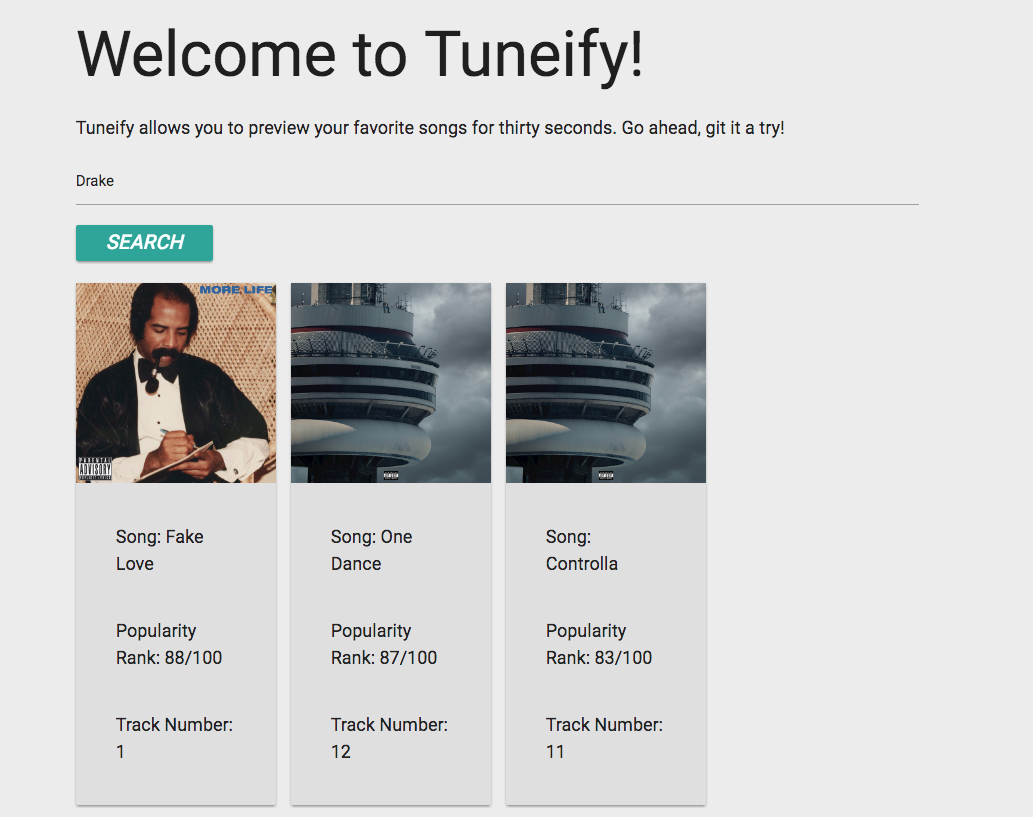 Welcome to Tuneify!
Tuneify allows you to preview your favorite songs for thirty seconds. Go ahead, git it a try!
Drake
SEARCH
MORE LIFE
PARENTAL
ADVISORY
EXPLICIT LYRICS
Song: Fake
Love
Popularity
Rank: 88/100
Track Number:
1
Song: One
Dance
Popularity
Rank: 87/100
Track Number:
12
Song:
Controlla
Popularity
Rank: 83/100
Track Number:
11